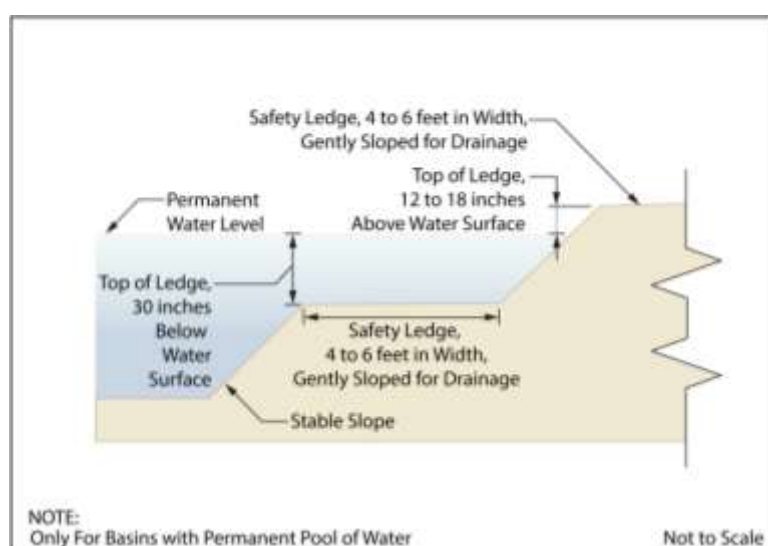 Safety Ledge, 4 to 6 feet in Width,
Gently Sloped for Drainage
Top of Ledge,
12 to 18 inches
Above Water Surface
Permanent
Water Level
Top of Ledge,
30 inches
Below
Water
Surface
Safety Ledge,
4 to 6 feet in Width,
Gently Sloped for Drainage
Stable Slope
NOTE:
Only For Basins with Permanent Pool of Water
Not to Scale